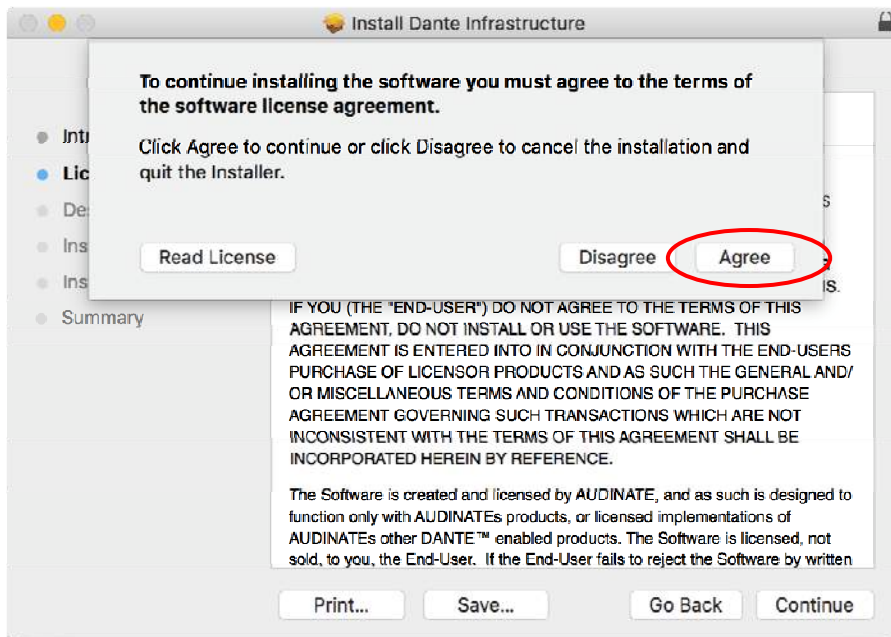 Install Dante Infrastructure
To continue installing the software you must agree to the terms of
the software license agreement.
Click Agree to continue or click Disagree to cancel the installation and
quit the Installer.
Read License
Disagree
Agree
Lic
Ins
Ins
Summary
IF YOU (THE "END-USER") DO NOT AGREE TO THE TERMS OF THIS
AGREEMENT, DO NOT INSTALL OR USE THE SOFTWARE. THIS
AGREEMENT IS ENTERED INTO IN CONJUNCTION WITH THE END-USERS
PURCHASE OF LICENSOR PRODUCTS AND AS SUCH THE GENERAL AND/
OR MISCELLANEOUS TERMS AND CONDITIONS OF THE PURCHASE
AGREEMENT GOVERNING SUCH TRANSACTIONS WHICH ARE NOT
INCONSISTENT WITH THE TERMS OF THIS AGREEMENT SHALL BE
INCORPORATED HEREIN BY REFERENCE.
The Software is created and licensed by AUDINATE, and as such is designed to
function only with AUDINATEs products, or licensed implementations of
AUDINATEs other DANTE™ enabled products. The Software is licensed, not
sold, to you, the End-User. If the End-User fails to reject the Software by written
Print...
Save...
Go Back
Continue